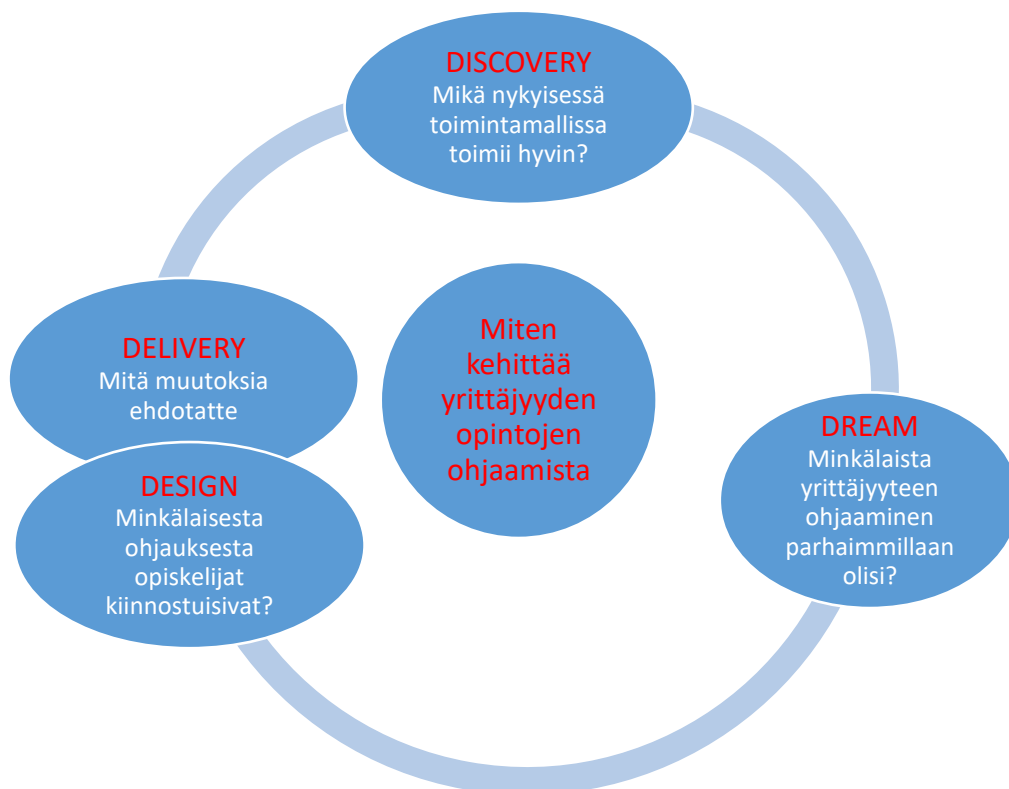 DISCOVERY
Mikä nykyisessä
toimintamallissa
toimii hyvin?
DREAM
Minkälaista
yrittäjyyteen
ohjaaminen
parhaimmillaan
olisi?
DESIGN
Minkälaisesta
ohjauksesta
opiskelijat
kiinnostuisivat?
DELIVERY
Mitä muutoksia
ehdotatte
Miten
kehittää
yrittäjyyden
opintojen
ohjaamista